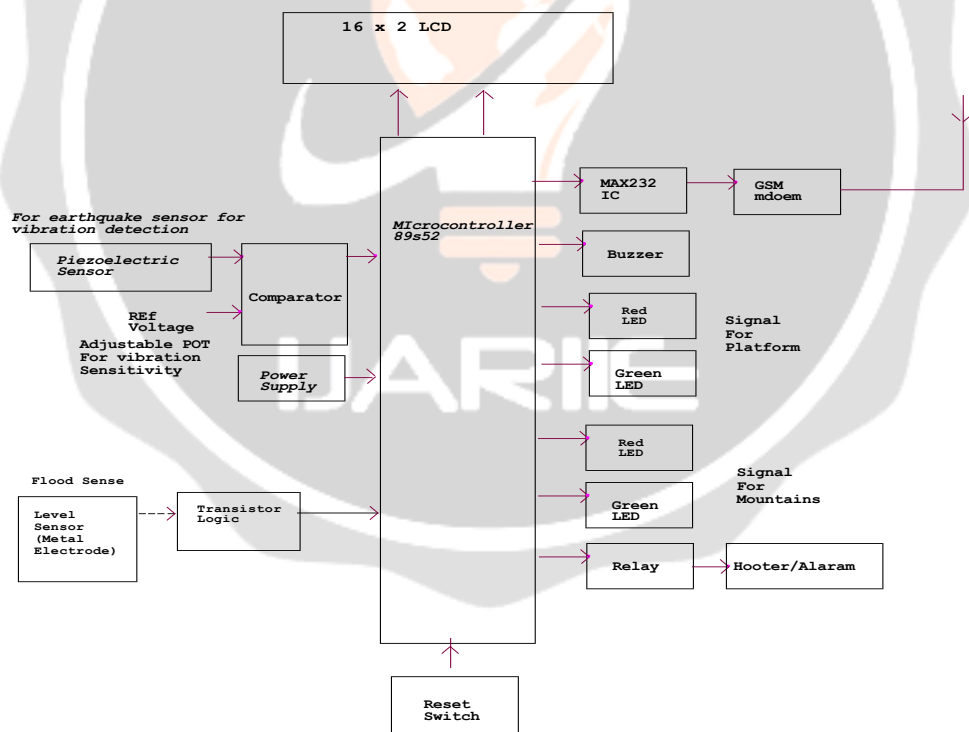 16 x 2 LCD
MAX232
IC
GSM
mdoem
For earthquake sensor for
vibration detection
MIcrocontroller
89s52
Piezoelectric
Sensor
Buzzer
Comparator
REf
Voltage
Red
LED
Signal
For
Platform
Adjustable POT
For vibration
Sensitivity
Power
Supply
Green
LED
IJARIIE
Red
LED
Flood Sense
Signal
For
Mountains
Level
Sensor
(Metal
Electrode)
Transistor
Logic
Green
LED
Relay
Hooter/Alaram
Reset
Switch